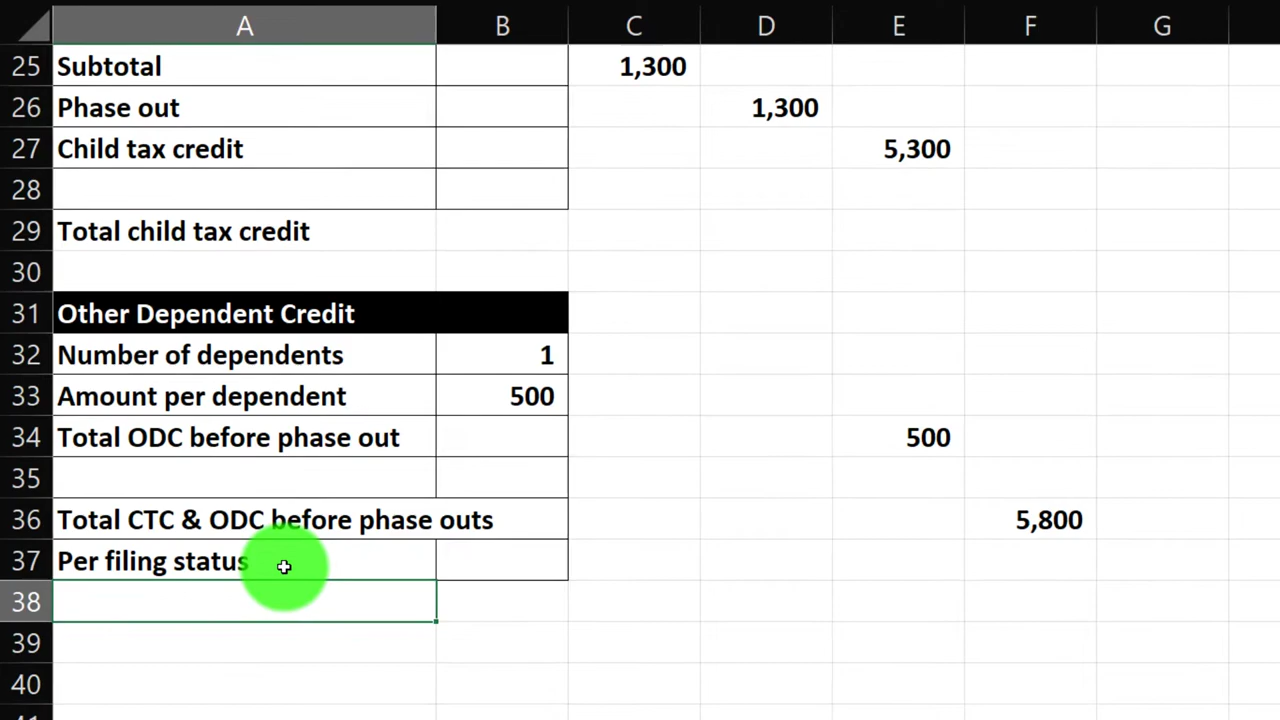 A B C D E F G
25 Subtotal 1,300
26 Phase out 1,300
27 Child tax credit 5,300
28
29 Total child tax credit
30
31 Other Dependent Credit
32 Number of dependents 1
33 Amount per dependent 500
34 Total ODC before phase out 500
35
36 Total CTC & ODC before phase outs 5,800
37 Per filing status
38
39
40